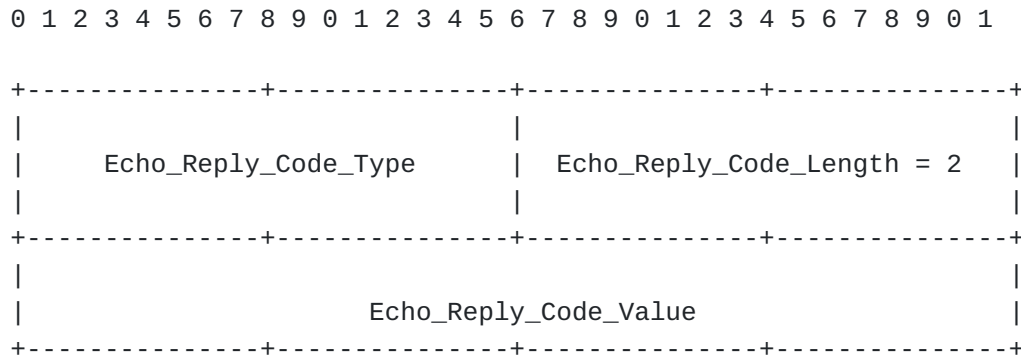 0 1 2 3 4 5 6 7 8 9 0 1 2 3 4 5 6 7 8 9 0 1 2 3 4 5 6 7 8 9 0 1
+---------------+---------------+---------------+---------------+
| | |
| Echo_Reply_Code_Type | Echo_Reply_Code_Length = 2 |
| | |
+---------------+---------------+---------------+---------------+
| |
| Echo_Reply_Code_Value |
+---------------+---------------+---------------+---------------+